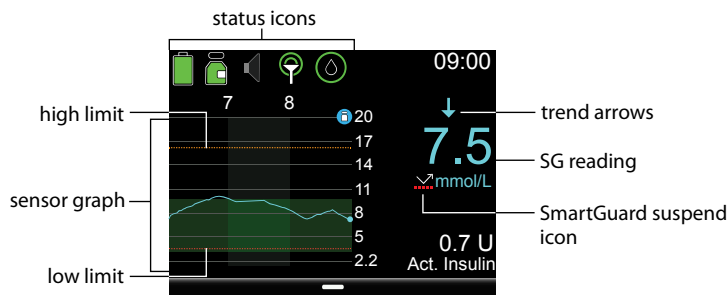 status icons
09:00
7 8
high limit
20
trend arrows
17
7.5
14
SG reading
11
mmol/L
sensor graph
8
SmartGuard suspend
icon
5
0.7 U
low limit
2.2
Act. Insulin